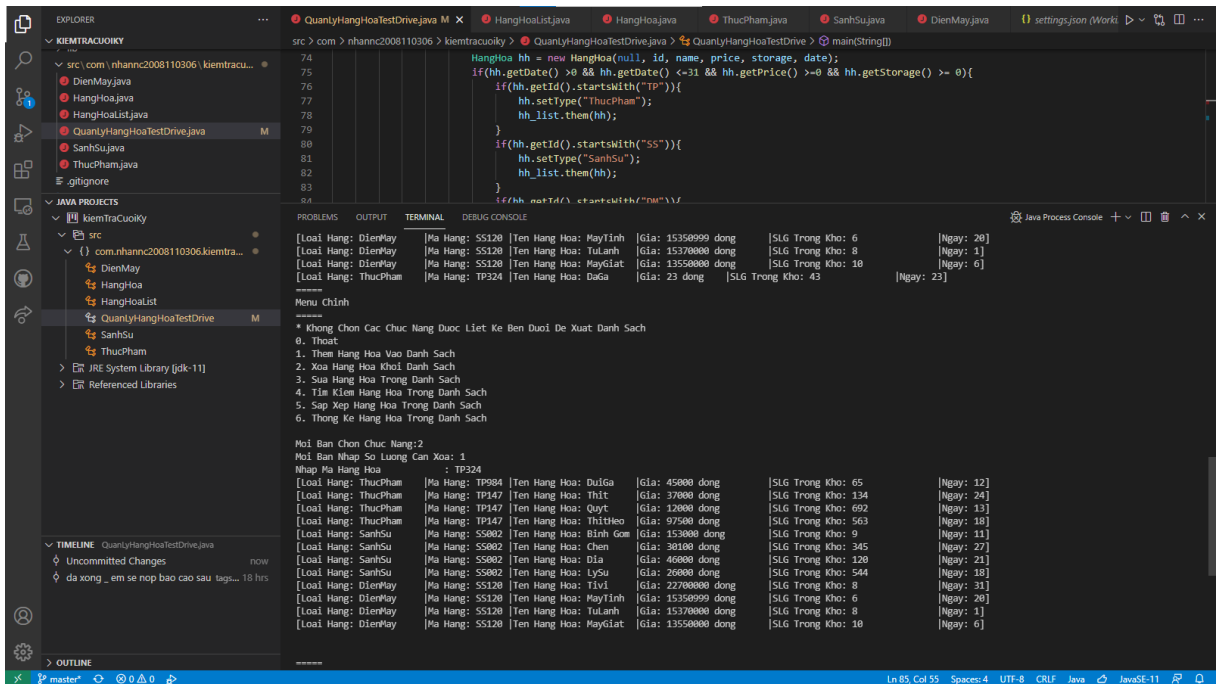 EXPLORER
KIEMTRACUOIKY
src\com\nhannc2008110306\kiemtracu...
DienMay.java
HangHoa.java
HangHoaList.java
QuanLyHangHoaTestDrive.java M
SanhSu.java
ThucPham.java
.gitignore
JAVA PROJECTS
kiemTraCuoiKy
src
{} com.nhannc2008110306.kiemtra...
DienMay
HangHoa
HangHoaList
QuanLyHangHoaTestDrive M
SanhSu
ThucPham
JRE System Library [jdk-11]
Referenced Libraries
TIMELINE QuanLyHangHoaTestDrive.java
Uncommitted Changes now
da xong _ em se nop bao cao sau tags... 18 hrs
OUTLINE
QuanLyHangHoaTestDrive.java M HangHoaList.java HangHoa.java ThucPham.java SanhSu.java DienMay.java {} settings.json (Worki
src > com > nhannc2008110306 > kiemtracuoiky > QuanLyHangHoaTestDrive.java > QuanLyHangHoaTestDrive > main(String[])
74 HangHoa hh = new HangHoa(null, id, name, price, storage, date);
75 if(hh.getDate() >0 && hh.getDate() <=31 && hh.getPrice() >=0 && hh.getStorage() >= 0){
76 if(hh.getId().startsWith("TP")){
77 hh.setType("ThucPham");
78 hh_list.them(hh);
79 }
80 if(hh.getId().startsWith("SS")){
81 hh.setType("SanhSu");
82 hh_list.them(hh);
83 }
84 if(hh.getId().startsWith("DM")){
PROBLEMS OUTPUT TERMINAL DEBUG CONSOLE Java Process Console
[Loai Hang: DienMay |Ma Hang: SS120 |Ten Hang Hoa: MayTinh |Gia: 15350999 dong |SLG Trong Kho: 6 |Ngay: 20]
[Loai Hang: DienMay |Ma Hang: SS120 |Ten Hang Hoa: TuLanh |Gia: 15370000 dong |SLG Trong Kho: 8 |Ngay: 1]
[Loai Hang: DienMay |Ma Hang: SS120 |Ten Hang Hoa: MayGiat |Gia: 13550000 dong |SLG Trong Kho: 10 |Ngay: 6]
[Loai Hang: ThucPham |Ma Hang: TP324 |Ten Hang Hoa: DaGa |Gia: 23 dong |SLG Trong Kho: 43 |Ngay: 23]
=====
Menu Chinh
=====
* Khong Chon Cac Chuc Nang Duoc Liet Ke Ben Duoi De Xuat Danh Sach
0. Thoat
1. Them Hang Hoa Vao Danh Sach
2. Xoa Hang Hoa Khoi Danh Sach
3. Sua Hang Hoa Trong Danh Sach
4. Tim Kiem Hang Hoa Trong Danh Sach
5. Sap Xep Hang Hoa Trong Danh Sach
6. Thong Ke Hang Hoa Trong Danh Sach
Moi Ban Chon Chuc Nang:2
Moi Ban Nhap So Luong Can Xoa: 1
Nhap Ma Hang Hoa : TP324
[Loai Hang: ThucPham |Ma Hang: TP984 |Ten Hang Hoa: DuiGa |Gia: 45000 dong |SLG Trong Kho: 65 |Ngay: 12]
[Loai Hang: ThucPham |Ma Hang: TP147 |Ten Hang Hoa: Thit |Gia: 37000 dong |SLG Trong Kho: 134 |Ngay: 24]
[Loai Hang: ThucPham |Ma Hang: TP147 |Ten Hang Hoa: Quyt |Gia: 12000 dong |SLG Trong Kho: 692 |Ngay: 13]
[Loai Hang: ThucPham |Ma Hang: TP147 |Ten Hang Hoa: ThitHeo |Gia: 97500 dong |SLG Trong Kho: 563 |Ngay: 18]
[Loai Hang: SanhSu |Ma Hang: SS002 |Ten Hang Hoa: Binh Gom |Gia: 153000 dong |SLG Trong Kho: 9 |Ngay: 11]
[Loai Hang: SanhSu |Ma Hang: SS002 |Ten Hang Hoa: Chen |Gia: 30100 dong |SLG Trong Kho: 345 |Ngay: 27]
[Loai Hang: SanhSu |Ma Hang: SS002 |Ten Hang Hoa: Dia |Gia: 46000 dong |SLG Trong Kho: 120 |Ngay: 21]
[Loai Hang: SanhSu |Ma Hang: SS002 |Ten Hang Hoa: LySu |Gia: 26000 dong |SLG Trong Kho: 544 |Ngay: 18]
[Loai Hang: DienMay |Ma Hang: SS120 |Ten Hang Hoa: Tivi |Gia: 22700000 dong |SLG Trong Kho: 8 |Ngay: 31]
[Loai Hang: DienMay |Ma Hang: SS120 |Ten Hang Hoa: MayTinh |Gia: 15350999 dong |SLG Trong Kho: 6 |Ngay: 20]
[Loai Hang: DienMay |Ma Hang: SS120 |Ten Hang Hoa: TuLanh |Gia: 15370000 dong |SLG Trong Kho: 8 |Ngay: 1]
[Loai Hang: DienMay |Ma Hang: SS120 |Ten Hang Hoa: MayGiat |Gia: 13550000 dong |SLG Trong Kho: 10 |Ngay: 6]
=====
master* 0 0 0 Ln 85, Col 55 Spaces: 4 UTF-8 CRLF Java JavaSE-11